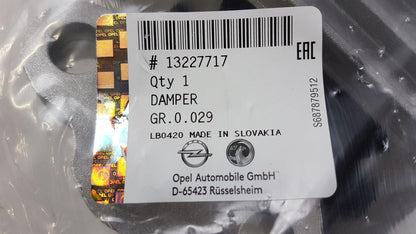 # 13227717
Qty 1
DAMPER
GR.0.029
LB0420 MADE IN SLOVAKIA
Opel Automobile GmbH
D-65423 Rüsselsheim
EAC
S687879512